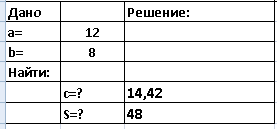 Дано Решение:
a= 12
b= 8
Найти:
c=? 14,42
S=? 48